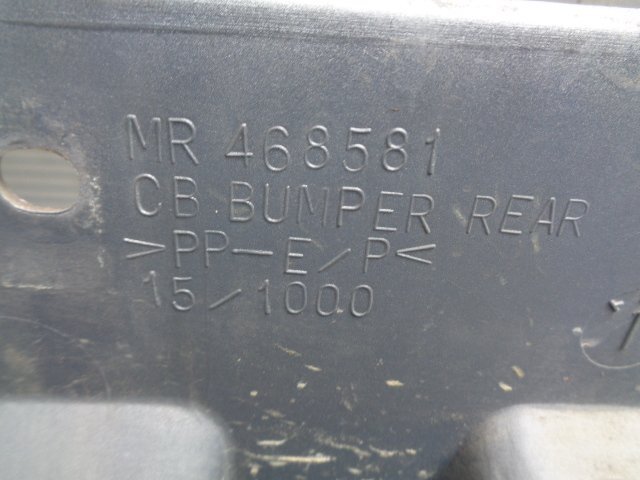 MR 468581
CB BUMPER REAR
>PP-E/P<
15/1000